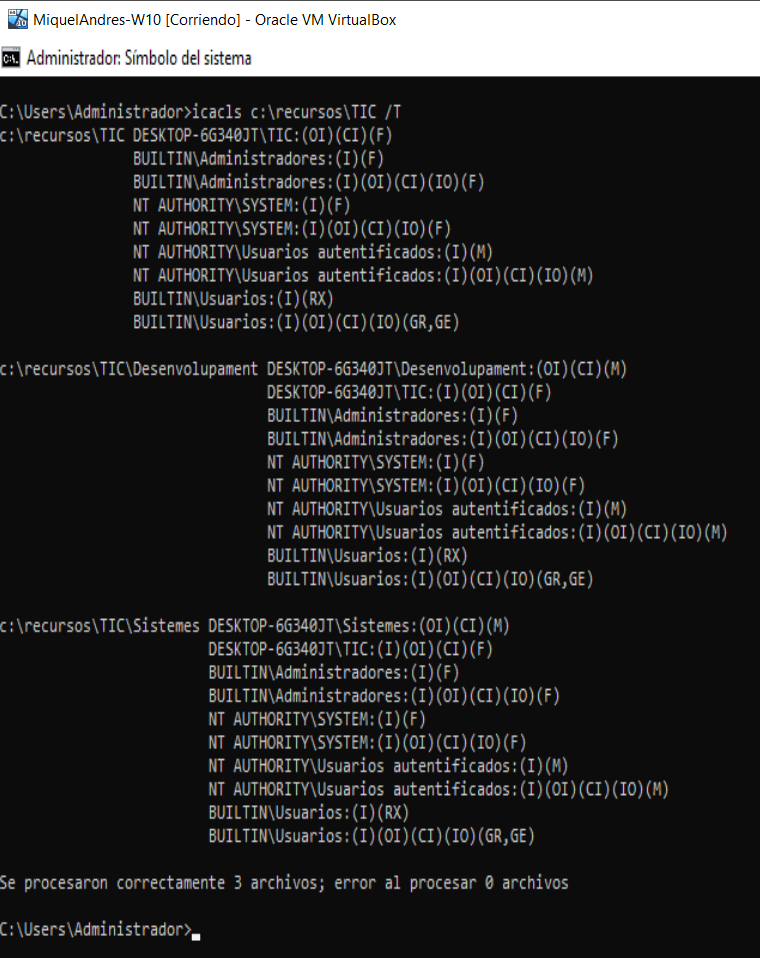 MiquelAndres-W10 [Corriendo] - Oracle VM VirtualBox
Administrador: Símbolo del sistema
C:\Users\Administrador>icacls c:\recursos\TIC /T
c:\recursos\TIC DESKTOP-6G340JT\TIC:(OI)(CI)(F)
BUILTIN\Administradores:(I)(F)
BUILTIN\Administradores:(I)(OI)(CI)(IO)(F)
NT AUTHORITY\SYSTEM:(I)(F)
NT AUTHORITY\SYSTEM:(I)(OI)(CI)(IO)(F)
NT AUTHORITY\Usuarios autentificados:(I)(M)
NT AUTHORITY\Usuarios autentificados:(I)(OI)(CI)(IO)(M)
BUILTIN\Usuarios:(I)(RX)
BUILTIN\Usuarios:(I)(OI)(CI)(IO)(GR,GE)
c:\recursos\TIC\Desenvolupament DESKTOP-6G340JT\Desenvolupament:(OI)(CI)(M)
DESKTOP-6G340JT\TIC:(I)(OI)(CI)(F)
BUILTIN\Administradores:(I)(F)
BUILTIN\Administradores:(I)(OI)(CI)(IO)(F)
NT AUTHORITY\SYSTEM:(I)(F)
NT AUTHORITY\SYSTEM:(I)(OI)(CI)(IO)(F)
NT AUTHORITY\Usuarios autentificados:(I)(M)
NT AUTHORITY\Usuarios autentificados:(I)(OI)(CI)(IO)(M)
BUILTIN\Usuarios:(I)(RX)
BUILTIN\Usuarios:(I)(OI)(CI)(IO)(GR,GE)
c:\recursos\TIC\Sistemes DESKTOP-6G340JT\Sistemes:(OI)(CI)(M)
DESKTOP-6G340JT\TIC:(I)(OI)(CI)(F)
BUILTIN\Administradores:(I)(F)
BUILTIN\Administradores:(I)(OI)(CI)(IO)(F)
NT AUTHORITY\SYSTEM:(I)(F)
NT AUTHORITY\SYSTEM:(I)(OI)(CI)(IO)(F)
NT AUTHORITY\Usuarios autentificados:(I)(M)
NT AUTHORITY\Usuarios autentificados:(I)(OI)(CI)(IO)(M)
BUILTIN\Usuarios:(I)(RX)
BUILTIN\Usuarios:(I)(OI)(CI)(IO)(GR,GE)
Se procesaron correctamente 3 archivos; error al procesar 0 archivos
C:\Users\Administrador>